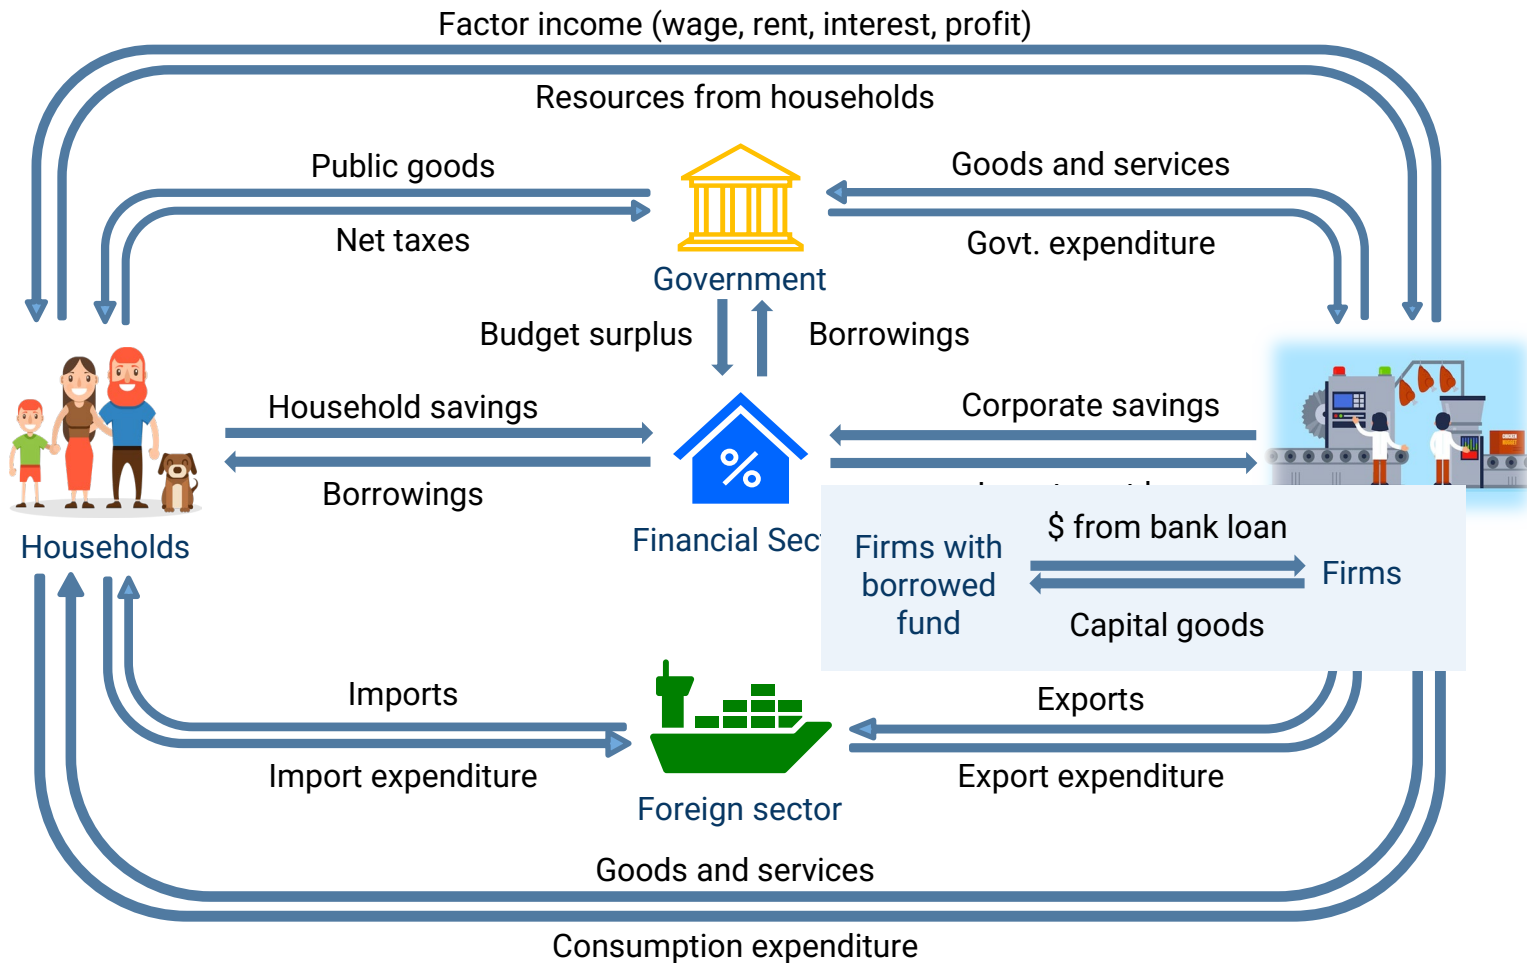 Factor income (wage, rent, interest, profit)
Resources from households
Public goods
Goods and services
Net taxes
Govt. expenditure
Government
Budget surplus
Borrowings
Household savings
Corporate savings
Borrowings
Households
Financial
$ from bank loan
Firms with
borrowed
fund
Firms
Capital goods
Imports
Exports
Import expenditure
Export expenditure
Foreign sector
Goods and services
Consumption expenditure